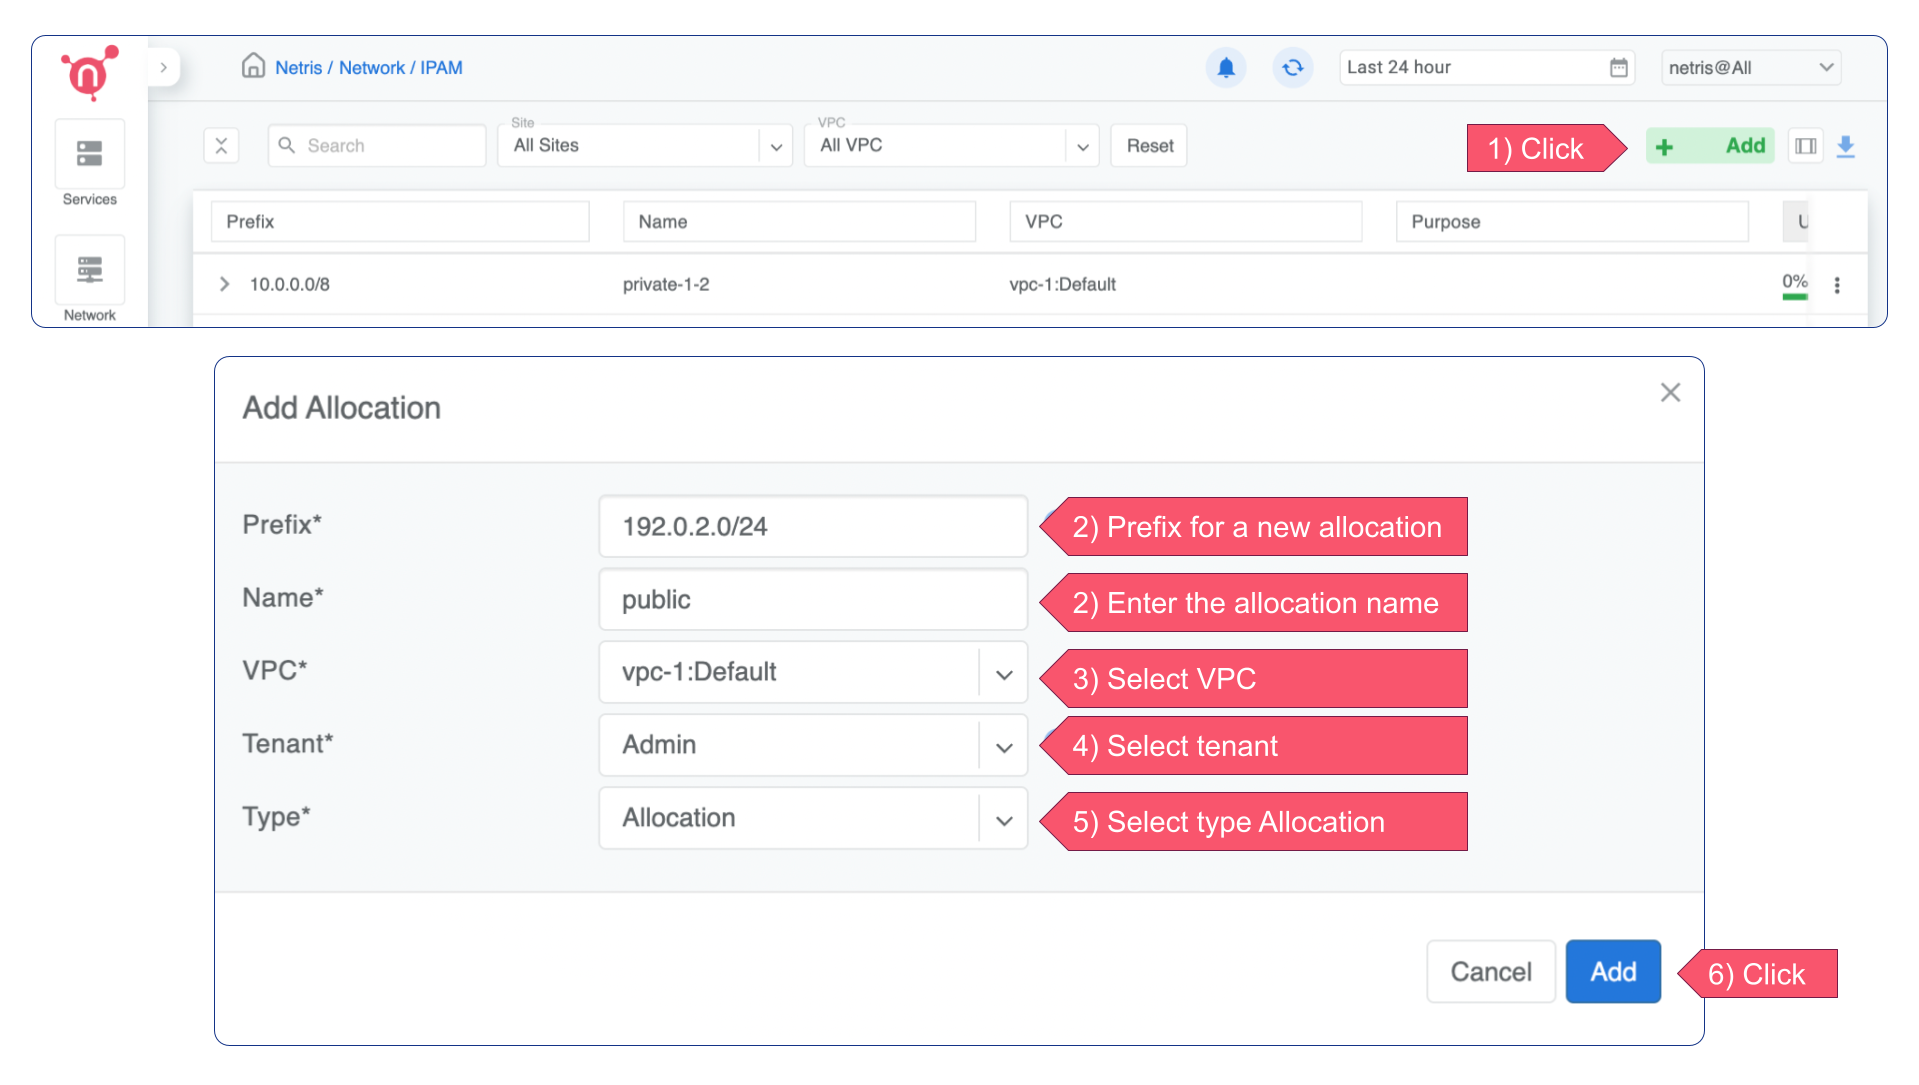 Netris / Network / IPAM
Last 24 hour
netris@All
Services
Network
Search
Site
All Sites
VPC
All VPC
Reset
1) Click
+ Add
Prefix
Name
VPC
Purpose
U
10.0.0.0/8
private-1-2
vpc-1:Default
0%
Add Allocation
Prefix*
192.0.2.0/24
2) Prefix for a new allocation
Name*
public
2) Enter the allocation name
VPC*
vpc-1:Default
3) Select VPC
Tenant*
Admin
4) Select tenant
Type*
Allocation
5) Select type Allocation
Cancel
Add
6) Click